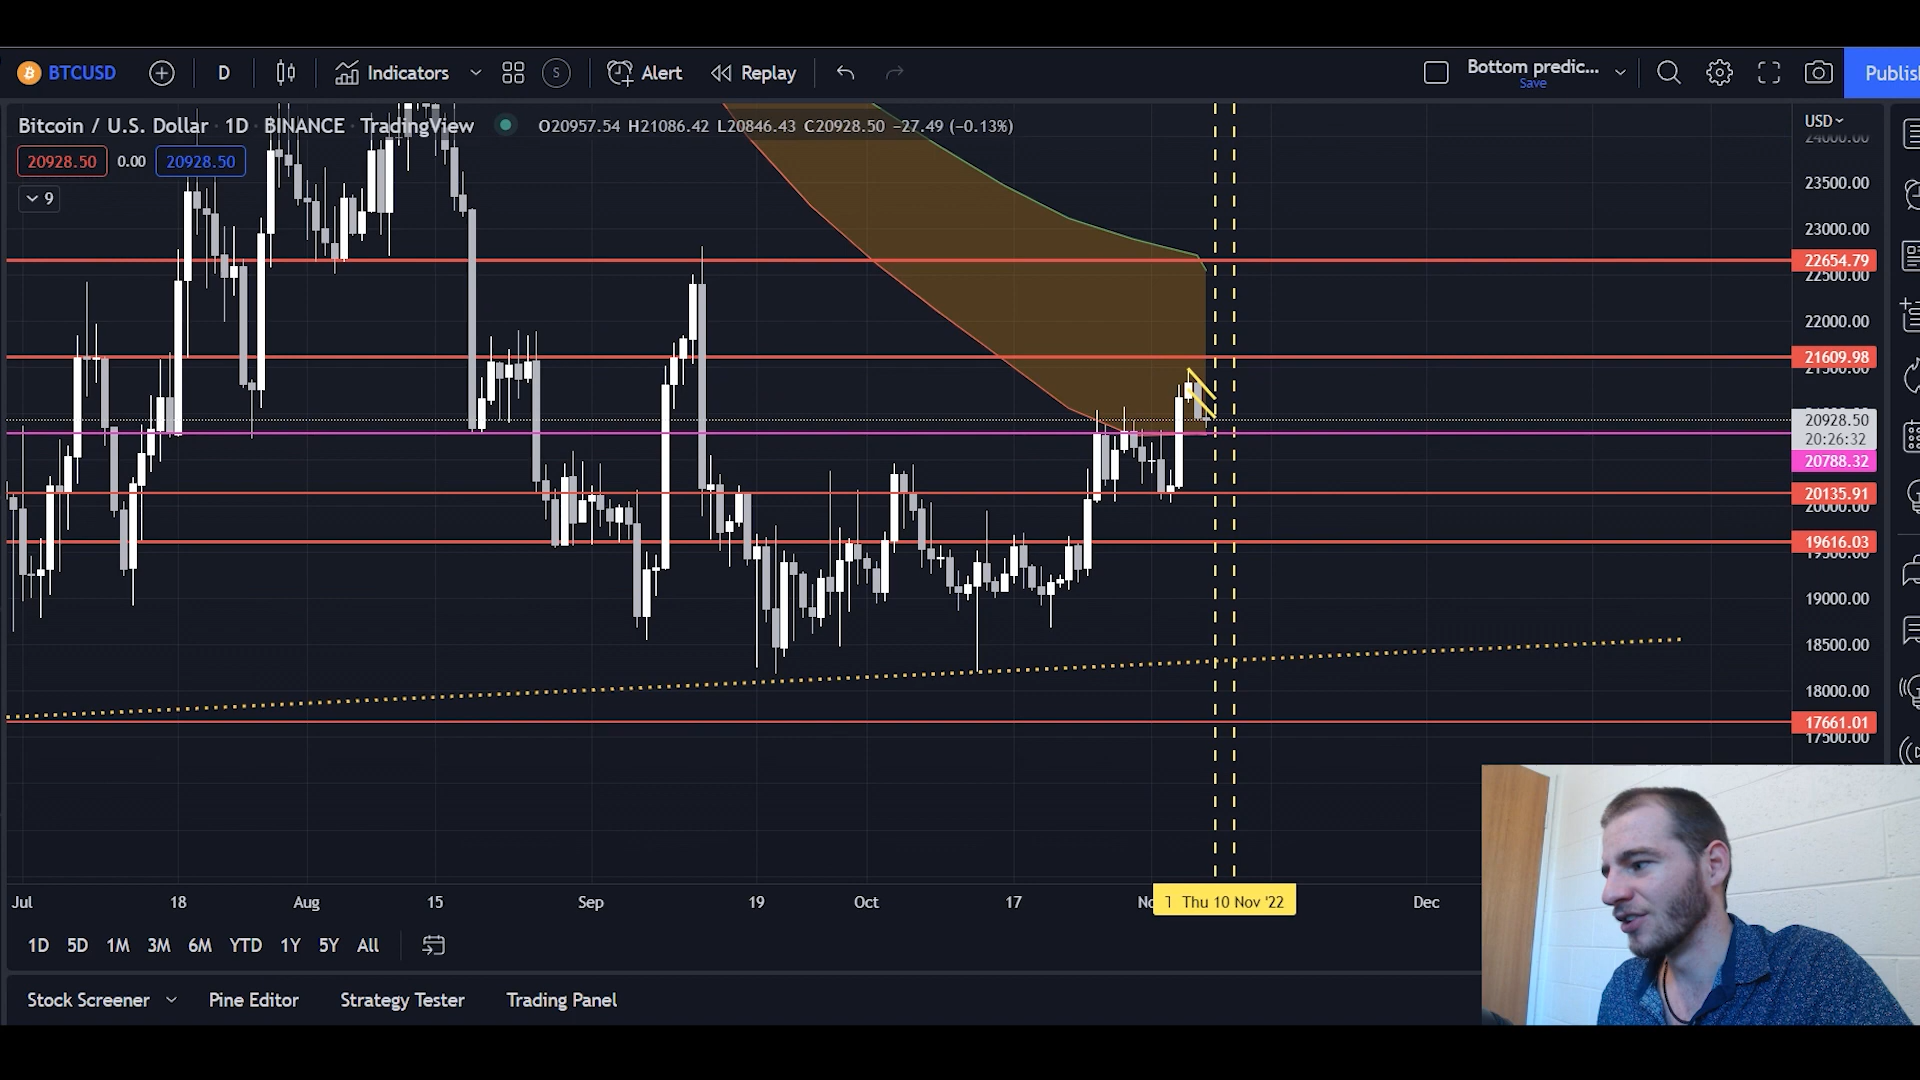 BTCUSD D Indicators S Alert Replay Bottom predic... Publis
Save
Bitcoin / U.S. Dollar · 1D · BINANCE · TradingView O20957.54 H21086.42 L20846.43 C20928.50 −27.49 (−0.13%)
USD
24000.00
20928.50 0.00 20928.50
9
23500.00
23000.00
22654.79
22500.00
22000.00
21609.98
21500.00
20928.50
20:26:32
20788.32
20135.91
20000.00
19616.03
19500.00
19000.00
18500.00
18000.00
17661.01
17500.00
Jul 18 Aug 15 Sep 19 Oct 17 No 1 Thu 10 Nov '22 Dec
1D 5D 1M 3M 6M YTD 1Y 5Y All
Stock Screener Pine Editor Strategy Tester Trading Panel